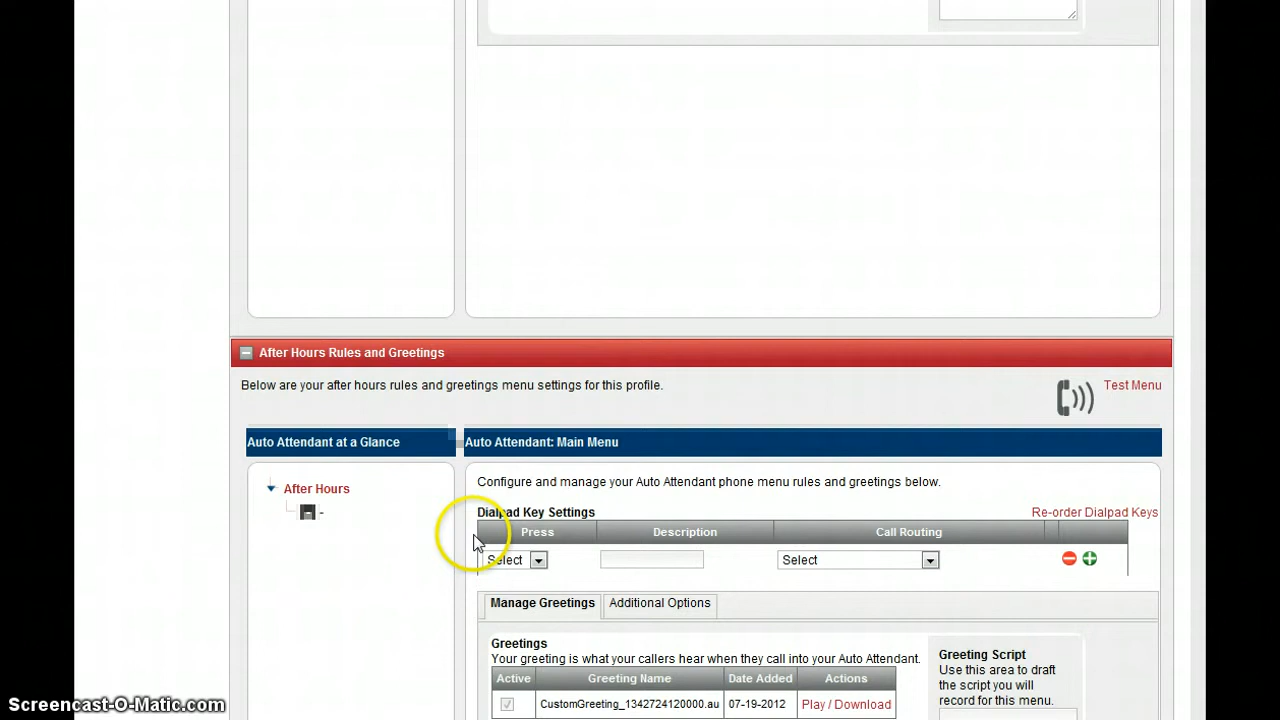 After Hours Rules and Greetings
Below are your after hours rules and greetings menu settings for this profile.
Test Menu
Auto Attendant at a Glance
Auto Attendant: Main Menu
After Hours
-
Configure and manage your Auto Attendant phone menu rules and greetings below.
Dialpad Key Settings
Re-order Dialpad Keys
Press Description Call Routing
Select Select
Manage Greetings Additional Options
Greetings
Your greeting is what your callers hear when they call into your Auto Attendant.
Active Greeting Name Date Added Actions
CustomGreeting_1342724120000.au 07-19-2012 Play / Download
Greeting Script
Use this area to draft
the script you will
record for this menu.
Screencast-O-Matic.com